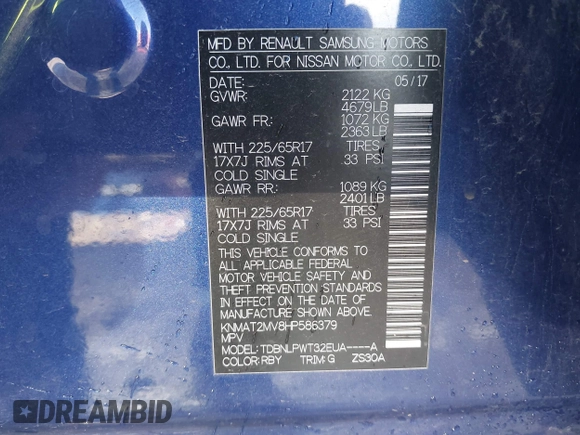 MFD BY RENAULT SAMSUNG MOTORS
CO., LTD. FOR NISSAN MOTOR CO., LTD.
DATE: 05/17
GVWR: 2122 KG
4679LB
GAWR FR: 1072 KG
2363LB
WITH 225/65R17 TIRES
17X7J RIMS AT 33 PSI
COLD SINGLE
GAWR RR: 1089 KG
2401LB
WITH 225/65R17 TIRES
17X7J RIMS AT 33 PSI
COLD SINGLE
THIS VEHICLE CONFORMS TO
ALL APPLICABLE FEDERAL
MOTOR VEHICLE SAFETY AND
THEFT PREVENTION STANDARDS
IN EFFECT ON THE DATE OF
MANUFACTURE SHOWN ABOVE.
KNMAT2MV8HP586379
MPV
MODEL: TDBNLPWT32EUA----A
COLOR:RBY TRIM:G ZS30A
DREAMBID